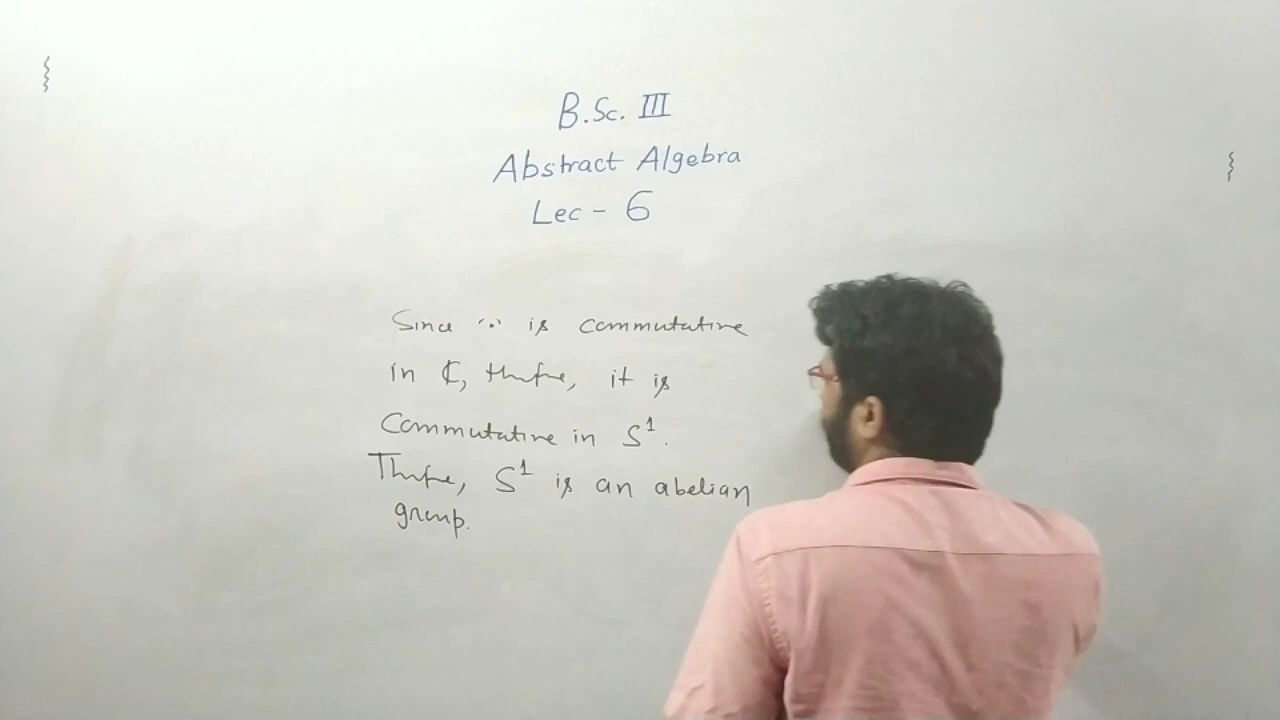 B.Sc. III
Abstract Algebra
Lec - 6
Since '.' is commutative
in ℂ, therefore, it is
Commutative in S¹.
Therefore, S¹ is an abelian
group.